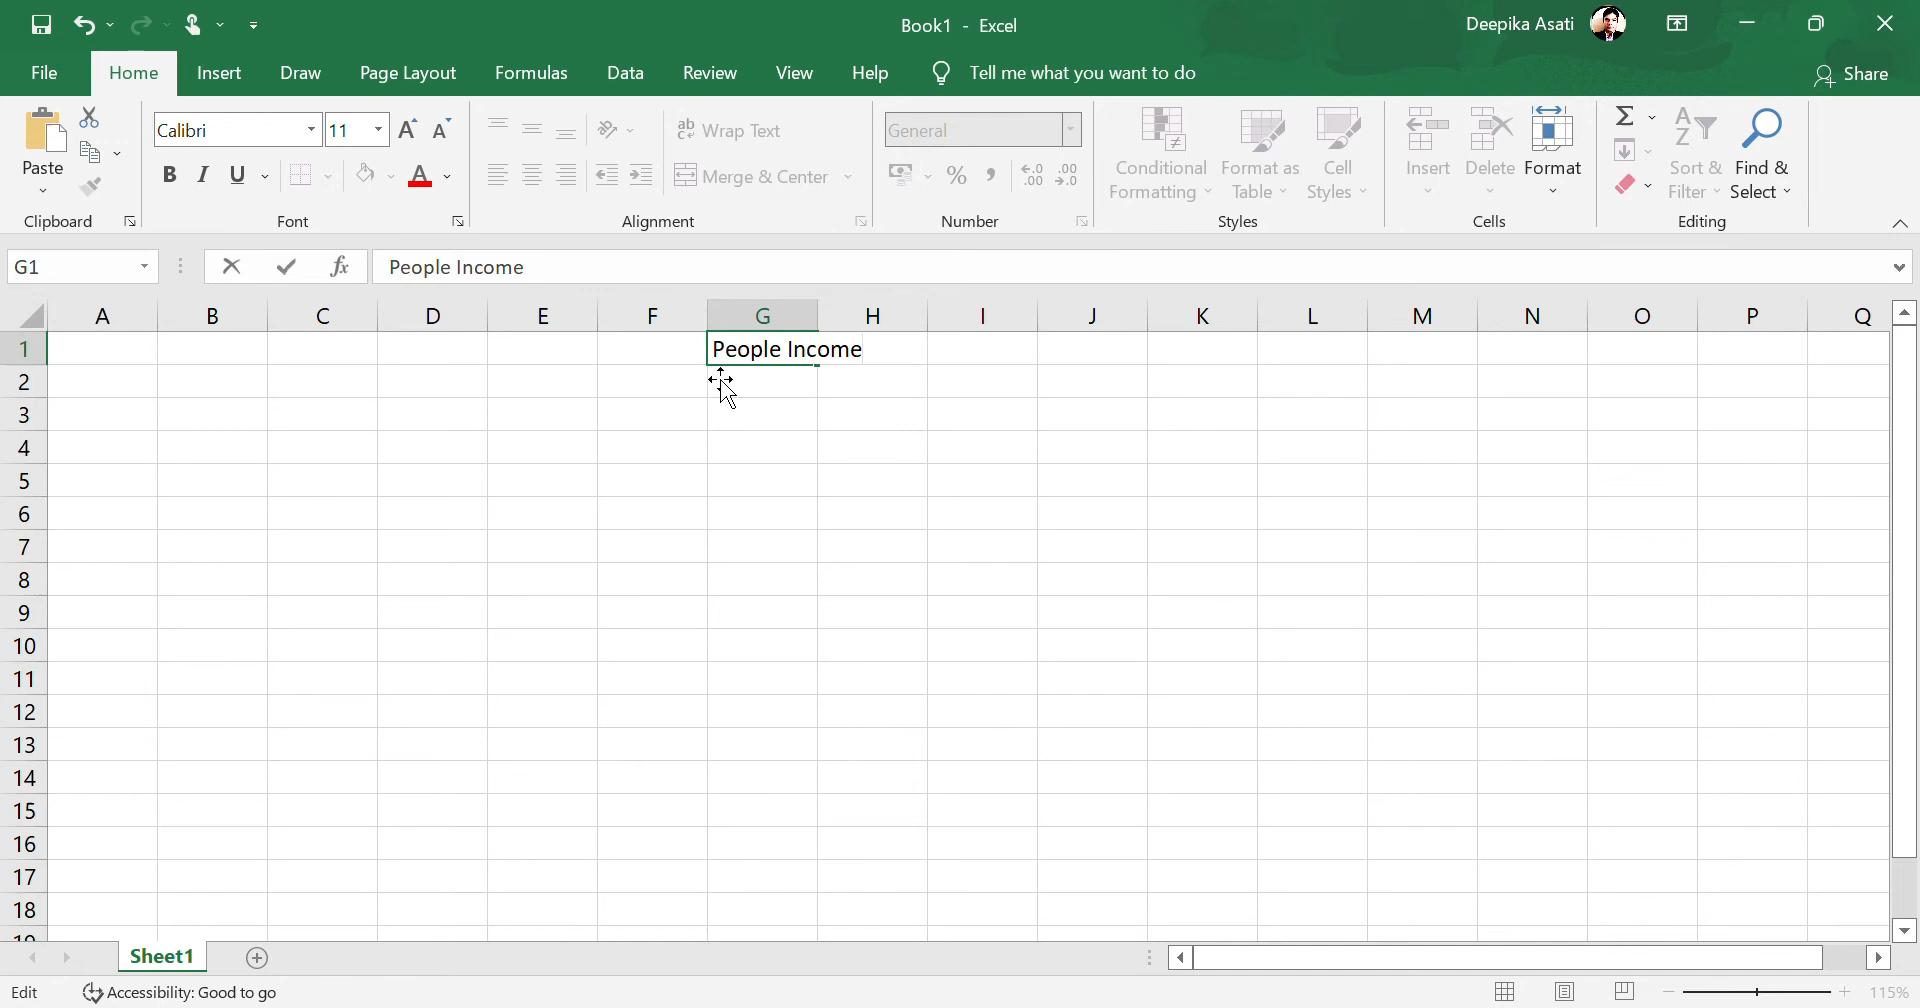 Book1 - Excel
Deepika Asati
File Home Insert Draw Page Layout Formulas Data Review View Help Tell me what you want to do Share
Paste
Clipboard
Calibri 11
B I U A
Font
ab Wrap Text
Merge & Center
Alignment
General
% , .00 .00
Number
Conditional Formatting
Format as Table
Cell Styles
Styles
Insert Delete Format
Cells
Σ
Sort & Filter
Find & Select
Editing
G1 fx People Income
A B C D E F G H I J K L M N O P Q
1 People Income
2
3
4
5
6
7
8
9
10
11
12
13
14
15
16
17
18
Sheet1
Edit Accessibility: Good to go 115%